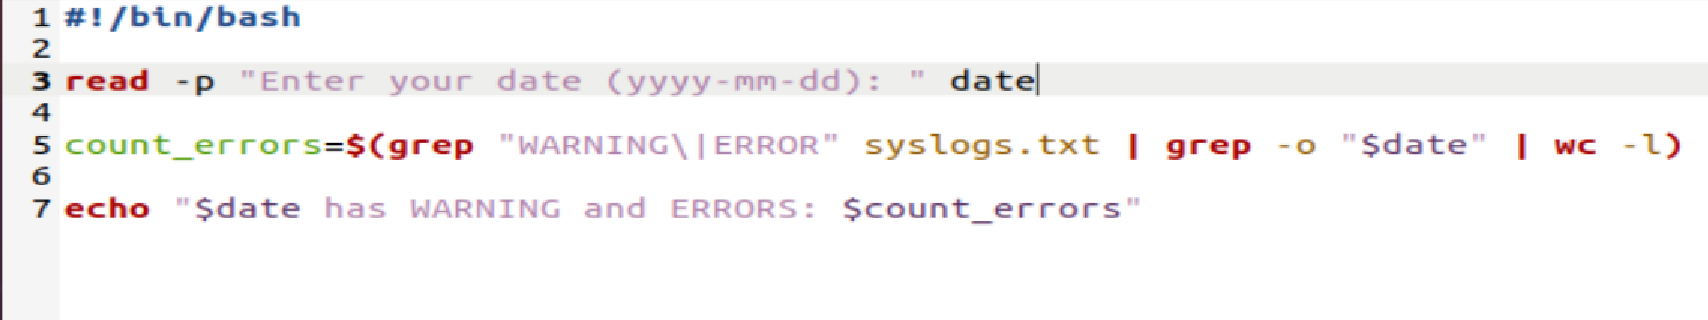 1 #!/bin/bash
2
3 read -p "Enter your date (yyyy-mm-dd): " date
4
5 count_errors=$(grep "WARNING\|ERROR" syslogs.txt | grep -o "$date" | wc -l)
6
7 echo "$date has WARNING and ERRORS: $count_errors"